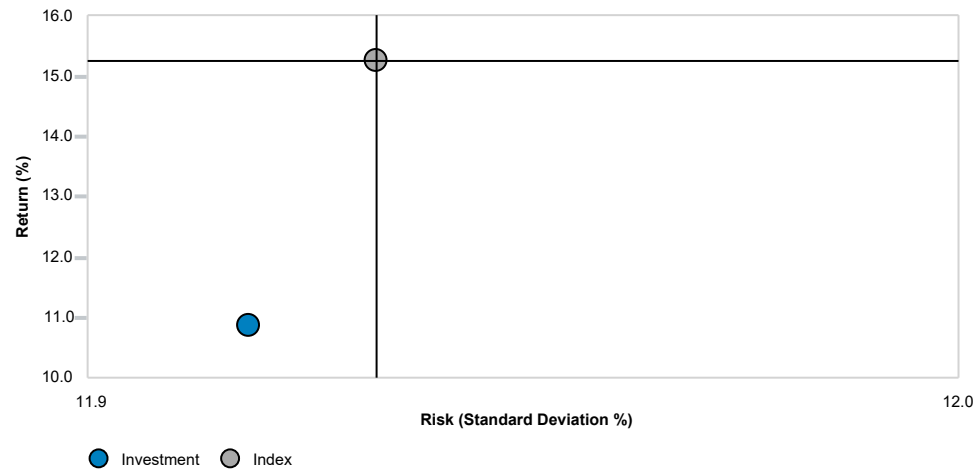 16.0
15.0
14.0
13.0
12.0
11.0
10.0
Return (%)
11.9 12.0
Risk (Standard Deviation %)
Investment Index